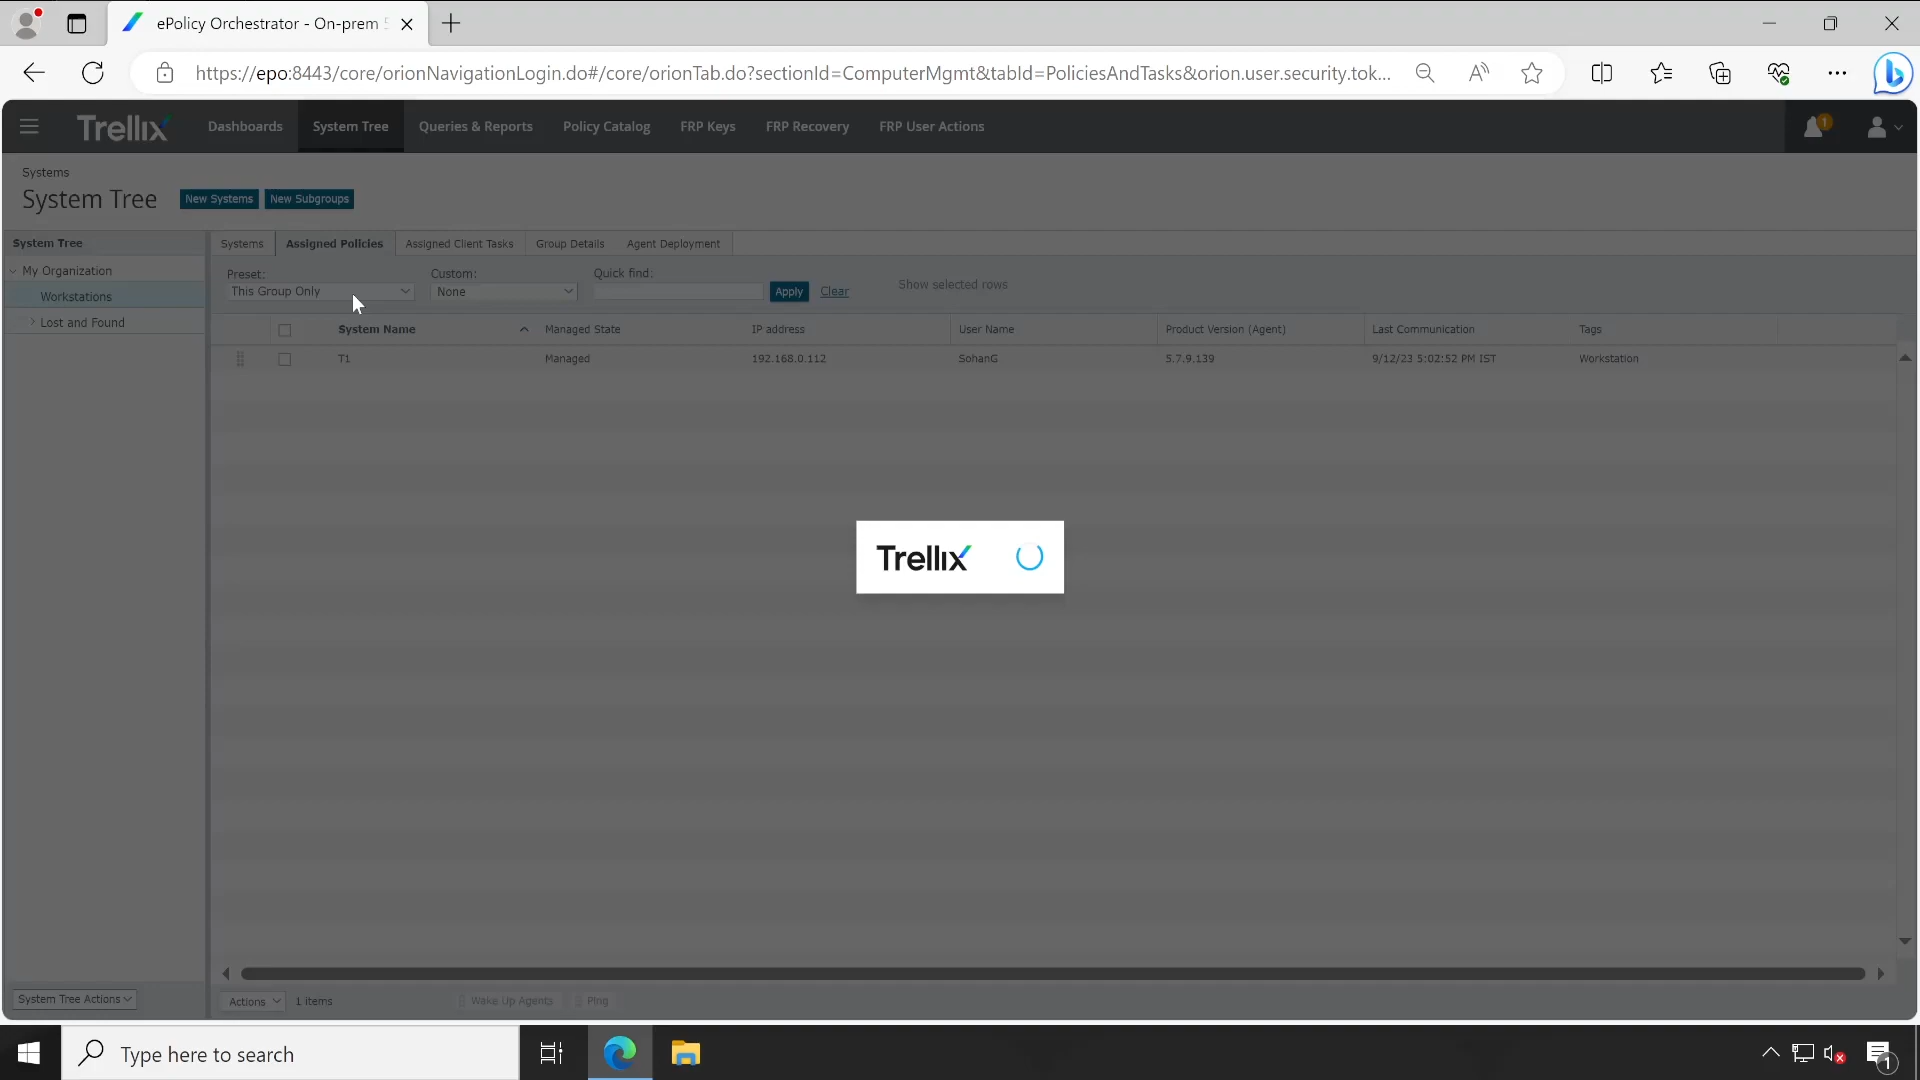 ePolicy Orchestrator - On-prem
https://epo:8443/core/orionNavigationLogin.do#/core/orionTab.do?sectionId=ComputerMgmt&tabId=PoliciesAndTasks&orion.user.security.tok...
Trellix
Dashboards
System Tree
Queries & Reports
Policy Catalog
FRP Keys
FRP Recovery
FRP User Actions
1
Systems
System Tree
New Systems
New Subgroups
System Tree
Systems
Assigned Policies
Assigned Client Tasks
Group Details
Agent Deployment
My Organization
Workstations
Lost and Found
Preset:
This Group Only
Custom:
None
Quick find:
Apply
Clear
Show selected rows
System Name
Managed State
IP address
User Name
Product Version (Agent)
Last Communication
Tags
T1
Managed
192.168.0.112
SohanG
5.7.9.139
9/12/23 5:02:52 PM IST
Workstation
Trellix
System Tree Actions
Actions
1 items
Wake Up Agents
Ping
Type here to search
1